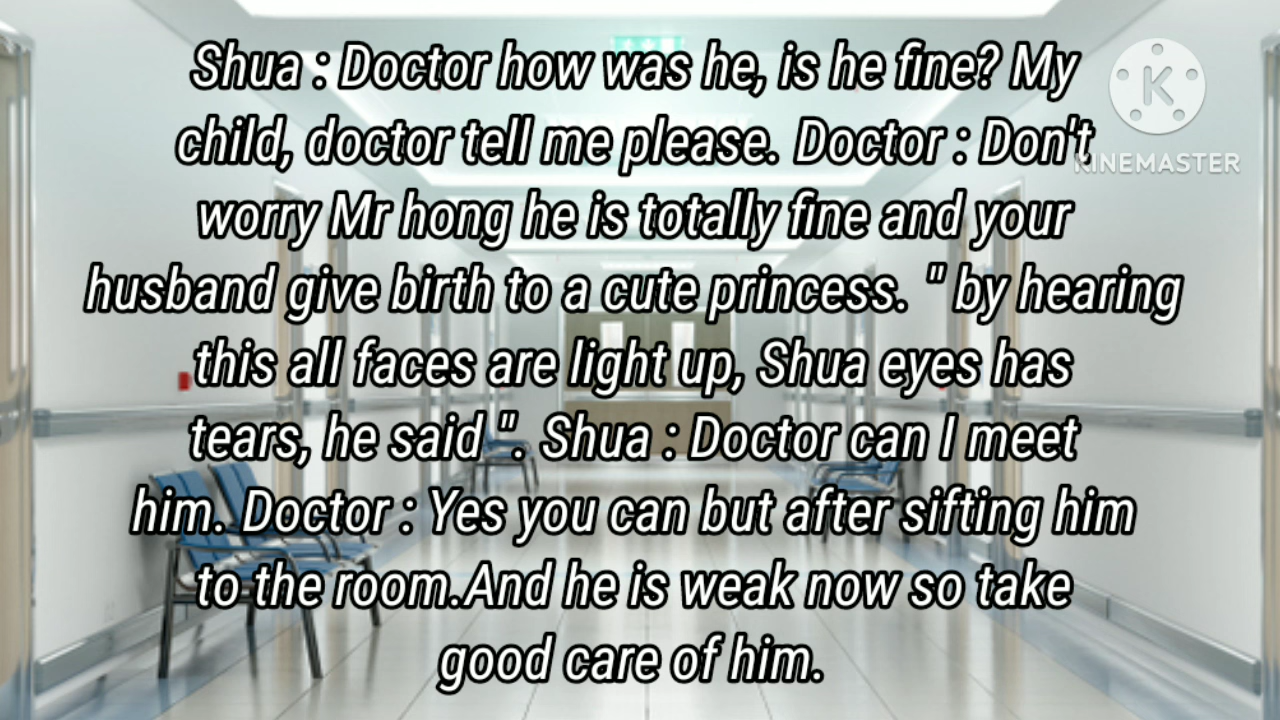 Shua : Doctor how was he, is he fine? My
child, doctor tell me please. Doctor : Don't
worry Mr hong he is totally fine and your
husband give birth to a cute princess. " by hearing
this all faces are light up, Shua eyes has
tears, he said ". Shua : Doctor can I meet
him. Doctor : Yes you can but after sifting him
to the room.And he is weak now so take
good care of him.
K
KINEMASTER